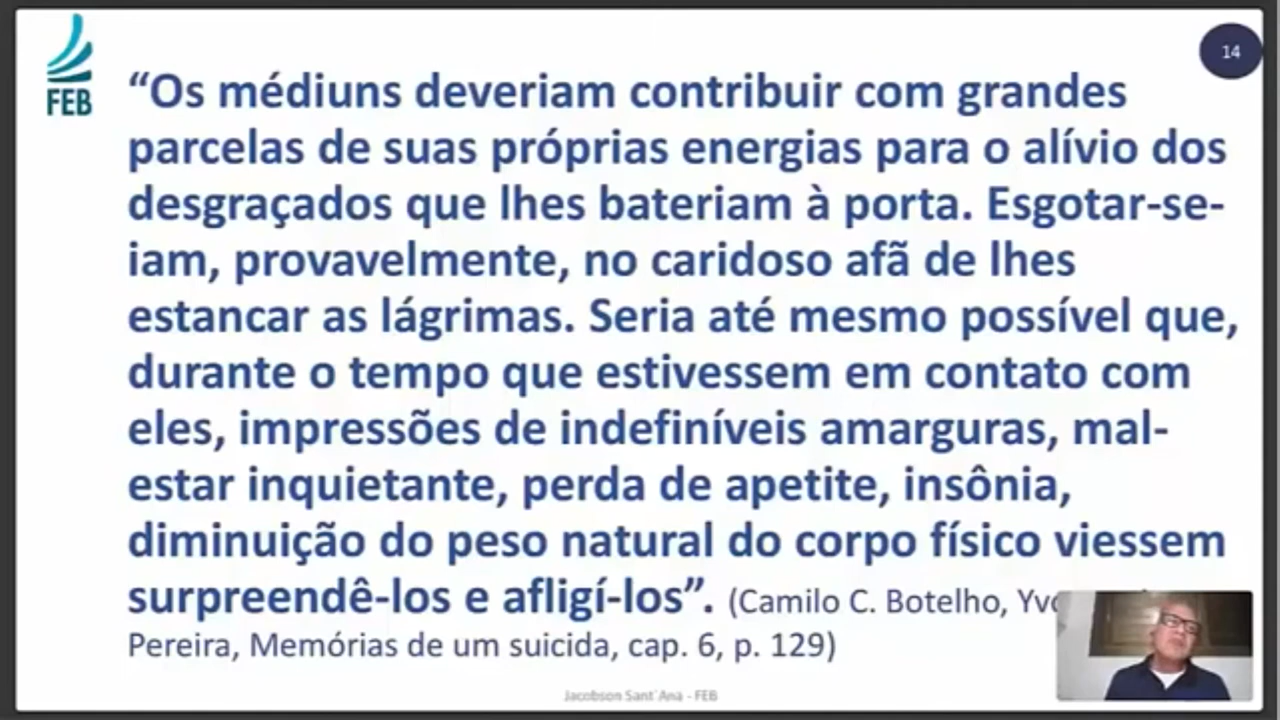 14
FEB
“Os médiuns deveriam contribuir com grandes
parcelas de suas próprias energias para o alívio dos
desgraçados que lhes bateriam à porta. Esgotar-se-
iam, provavelmente, no caridoso afã de lhes
estancar as lágrimas. Seria até mesmo possível que,
durante o tempo que estivessem em contato com
eles, impressões de indefiníveis amarguras, mal-
estar inquietante, perda de apetite, insônia,
diminuição do peso natural do corpo físico viessem
surpreendê-los e afligí-los”. (Camilo C. Botelho,
Pereira, Memórias de um suicida, cap. 6, p. 129)
Jacobson Sant´Ana - FEB